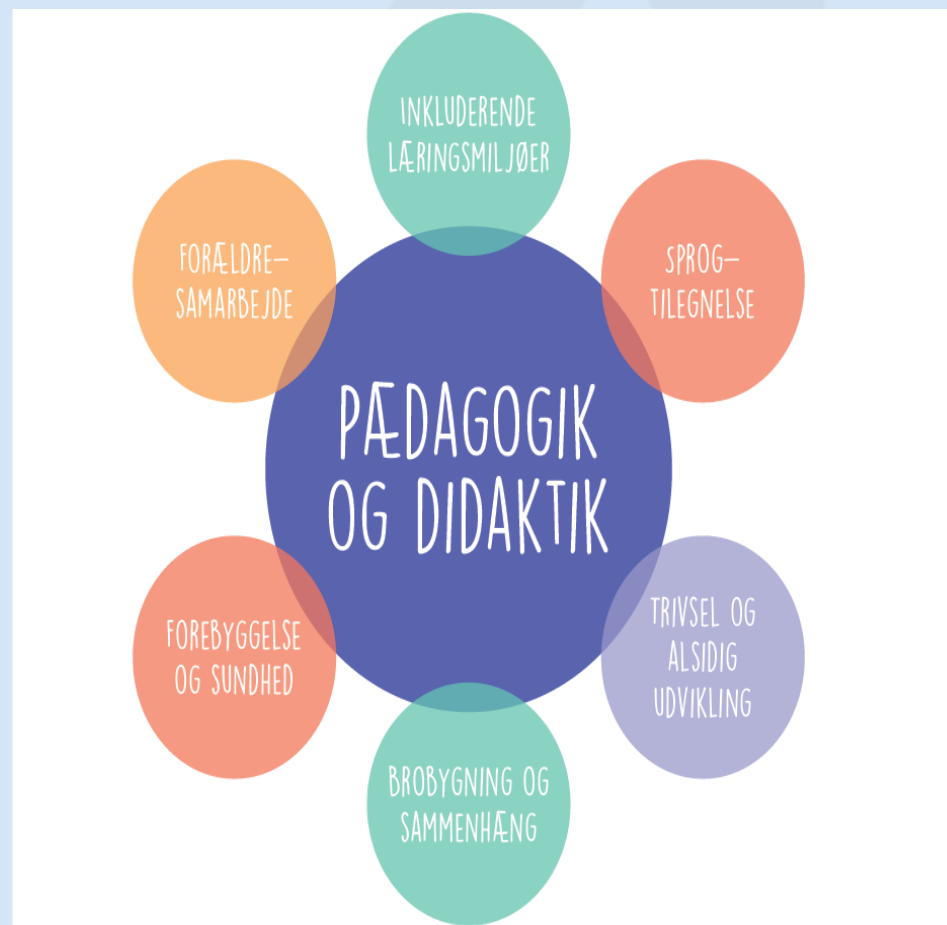 INKLUDERENDE
LÆRINGSMILJØER
FORÆLDRE–
SAMARBEJDE
SPROG–
TILEGNELSE
PÆDAGOGIK
OG DIDAKTIK
FOREBYGGELSE
OG SUNDHED
TRIVSEL OG
ALSIDIG
UDVIKLING
BROBYGNING OG
SAMMENHÆNG